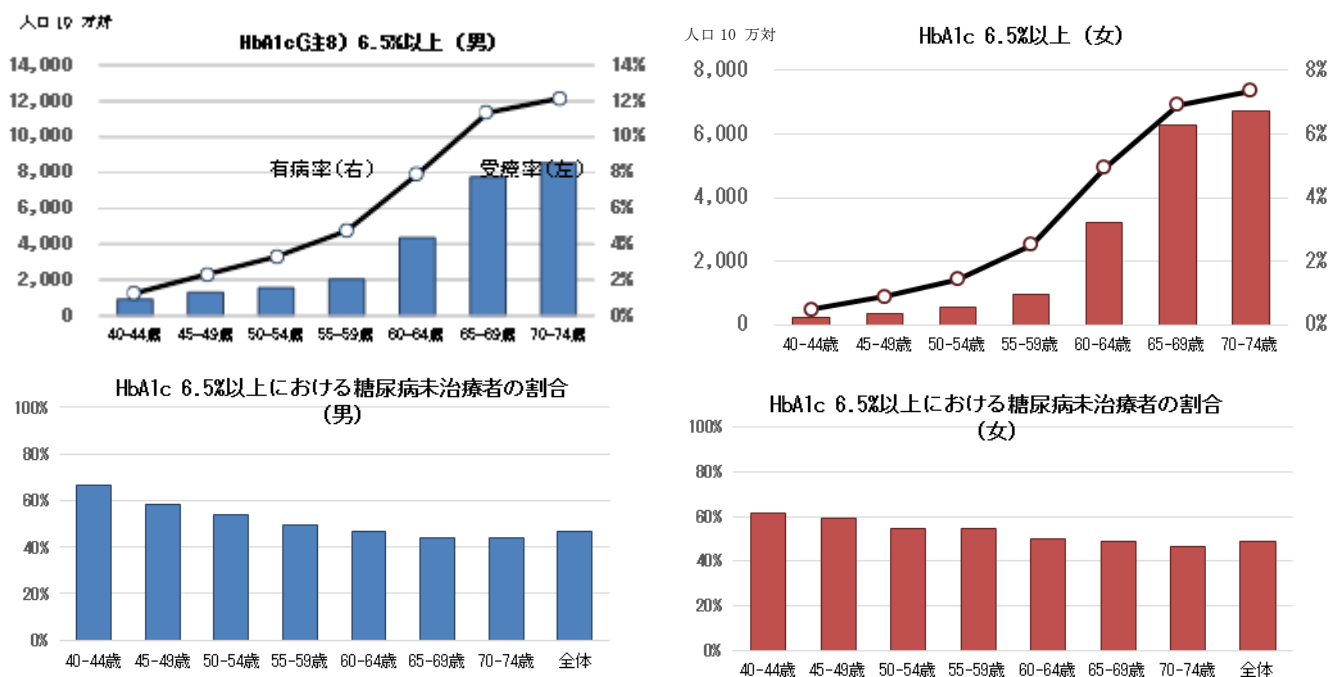 人口 10 万対
HbA1c(注8) 6.5%以上 (男)
14,000
12,000
10,000
8,000
6,000
4,000
2,000
0
14%
12%
10%
8%
6%
4%
2%
0%
有病率(右)
受療率(左)
40-44歳 45-49歳 50-54歳 55-59歳 60-64歳 65-69歳 70-74歳
人口 10 万対
HbA1c 6.5%以上 (女)
8,000
6,000
4,000
2,000
0
8%
6%
4%
2%
0%
40-44歳 45-49歳 50-54歳 55-59歳 60-64歳 65-69歳 70-74歳
HbA1c 6.5%以上における糖尿病未治療者の割合
(男)
100%
80%
60%
40%
20%
0%
40-44歳 45-49歳 50-54歳 55-59歳 60-64歳 65-69歳 70-74歳 全体
HbA1c 6.5%以上における糖尿病未治療者の割合
(女)
100%
80%
60%
40%
20%
0%
40-44歳 45-49歳 50-54歳 55-59歳 60-64歳 65-69歳 70-74歳 全体